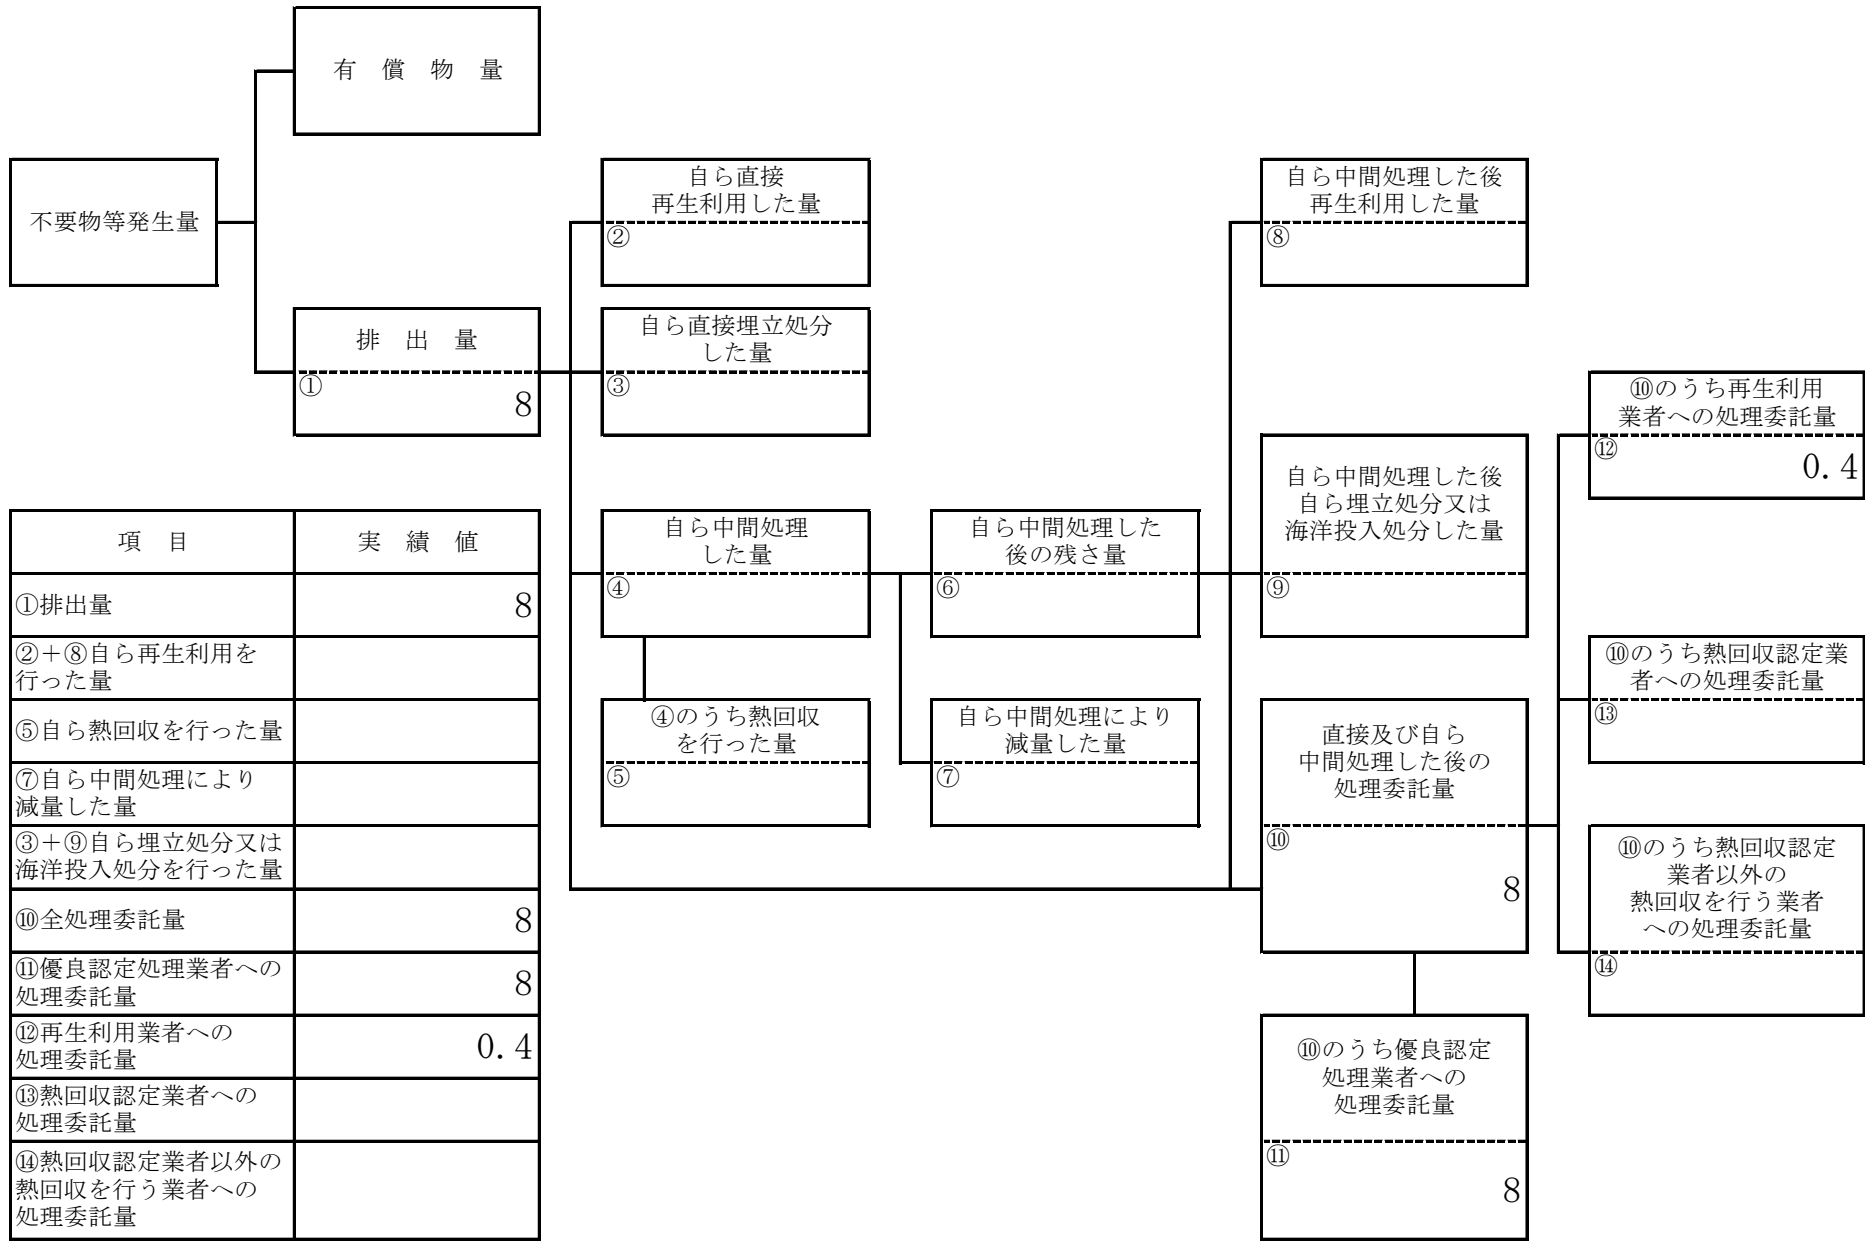 有　償　物　量
不要物等発生量
排　出　量
①
8
自ら直接
再生利用した量
②
自ら直接埋立処分
した量
③
自ら中間処理
した量
④
④のうち熱回収
を行った量
⑤
自ら中間処理した
後の残さ量
⑥
自ら中間処理により
減量した量
⑦
自ら中間処理した後
再生利用した量
⑧
自ら中間処理した後
自ら埋立処分又は
海洋投入処分した量
⑨
直接及び自ら
中間処理した後の
処理委託量
⑩
8
⑩のうち優良認定
処理業者への
処理委託量
⑪
8
⑩のうち再生利用
業者への処理委託量
⑫
0.4
⑩のうち熱回収認定業
者への処理委託量
⑬
⑩のうち熱回収認定
業者以外の
熱回収を行う業者
への処理委託量
⑭
項　目　実　績　値
①排出量　8
②＋⑧自ら再生利用を
行った量
⑤自ら熱回収を行った量
⑦自ら中間処理により
減量した量
③＋⑨自ら埋立処分又は
海洋投入処分を行った量
⑩全処理委託量　8
⑪優良認定処理業者への
処理委託量　8
⑫再生利用業者への
処理委託量　0.4
⑬熱回収認定業者への
処理委託量
⑭熱回収認定業者以外の
熱回収を行う業者への
処理委託量